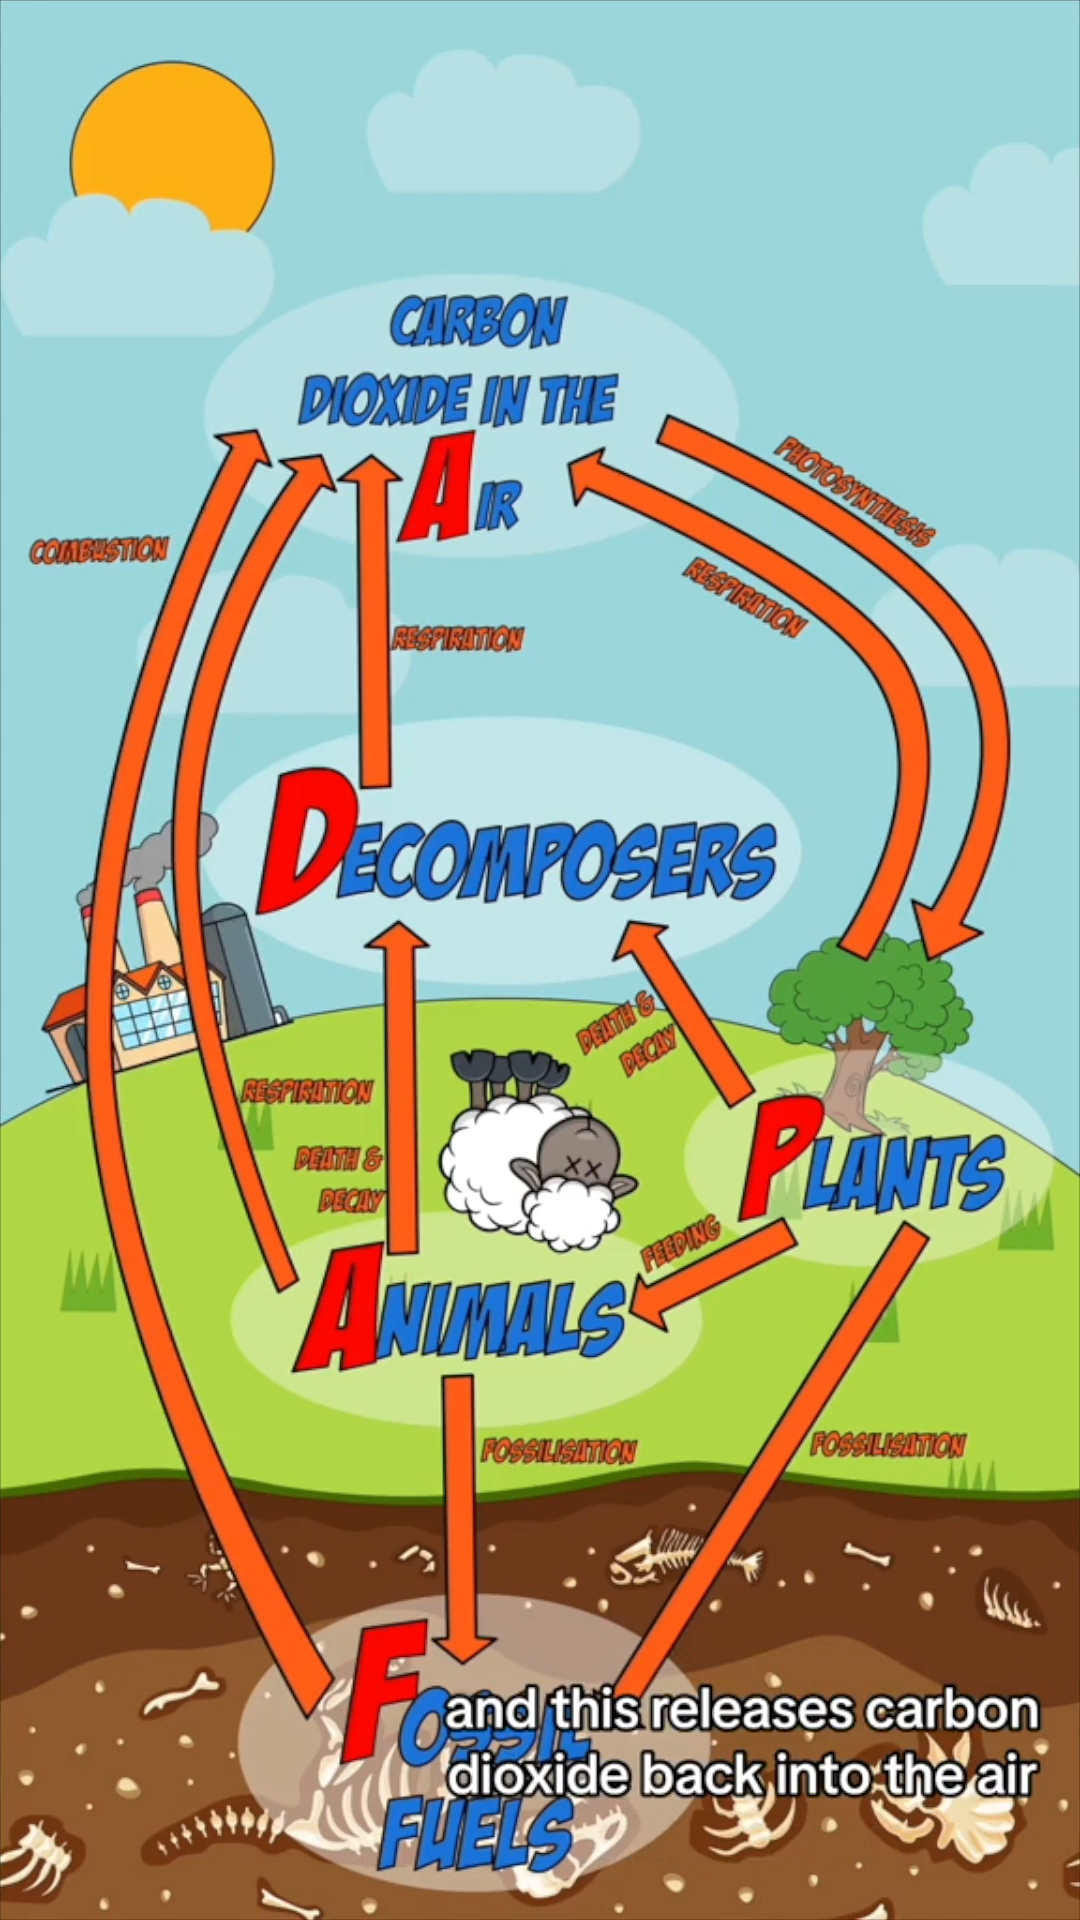 CARBON
DIOXIDE IN THE
AIR
PHOTOSYNTHESIS
COMBUSTION
RESPIRATION
RESPIRATION
DECOMPOSERS
DEATH &
DECAY
RESPIRATION
DEATH &
DECAY
PLANTS
FEEDING
ANIMALS
FOSSILISATION
FOSSILISATION
FOSSIL
FUELS
and this releases carbon
dioxide back into the air